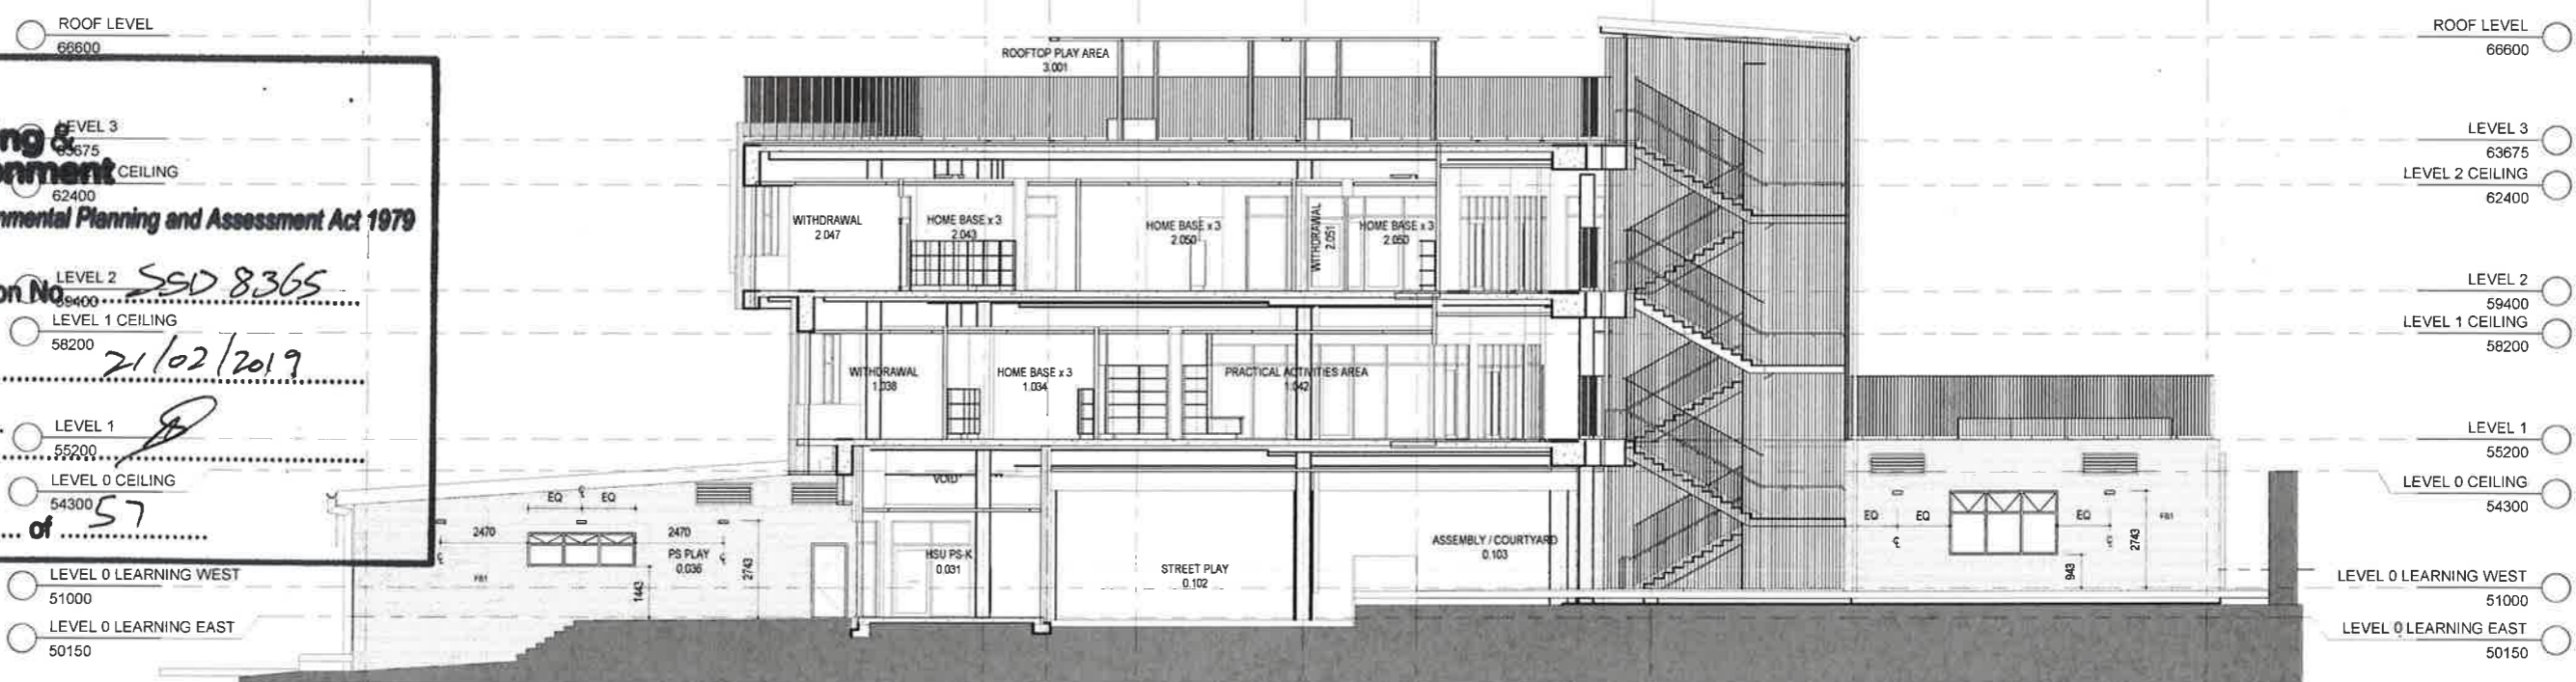 ROOF LEVEL
66600
LEVEL 3
63675
CEILING
62400
ng &
onment
nmental Planning and Assessment Act 1979
on No
SSD 8365
LEVEL 2
59400
LEVEL 1 CEILING
58200
21/02/2019
LEVEL 1
55200
LEVEL 0 CEILING
54300
of 57
LEVEL 0 LEARNING WEST
51000
LEVEL 0 LEARNING EAST
50150
ROOFTOP PLAY AREA
3.001
WITHDRAWAL
2.047
HOME BASE x 3
2.043
HOME BASE x 3
2.050
WITHDRAWAL
2.051
HOME BASE x 3
2.050
WITHDRAWAL
1.038
HOME BASE x 3
1.034
PRACTICAL ACTIVITIES AREA
1.042
VOID
EQ
EQ
2470
2470
PS PLAY
0.036
2743
1443
FB1
HSU PS-K
0.031
STREET PLAY
0.102
ASSEMBLY / COURTYARD
0.103
EQ
EQ
EQ
FB1
2743
943
ROOF LEVEL
66600
LEVEL 3
63675
LEVEL 2 CEILING
62400
LEVEL 2
59400
LEVEL 1 CEILING
58200
LEVEL 1
55200
LEVEL 0 CEILING
54300
LEVEL 0 LEARNING WEST
51000
LEVEL 0 LEARNING EAST
50150